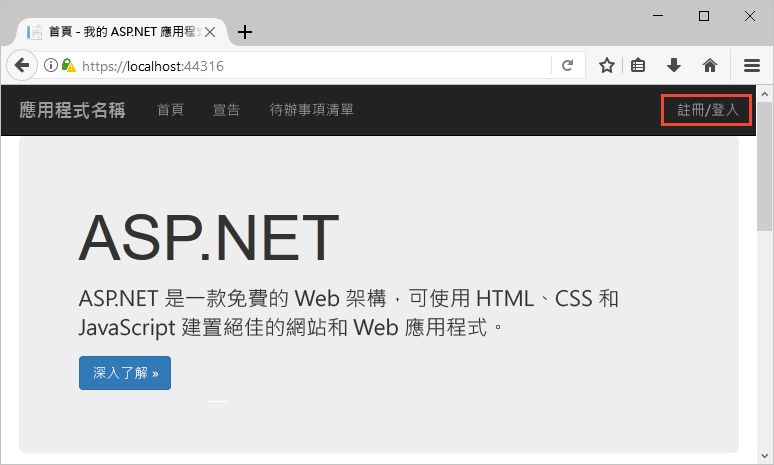 首頁 - 我的 ASP.NET 應用程式
https://localhost:44316
應用程式名稱 首頁 宣告 待辦事項清單 註冊/登入
ASP.NET
ASP.NET 是一款免費的 Web 架構，可使用 HTML、CSS 和
JavaScript 建置絕佳的網站和 Web 應用程式。
深入了解 »